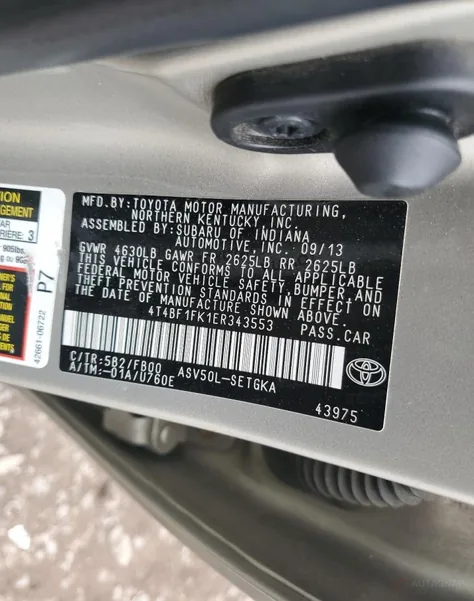 MFD.BY:TOYOTA MOTOR MANUFACTURING,
NORTHERN KENTUCKY,INC.
ASSEMBLED BY:SUBARU OF INDIANA
AUTOMOTIVE,INC. 09/13
GVWR 4630LB GAWR FR 2625LB RR 2625LB
THIS VEHICLE CONFORMS TO ALL APPLICABLE
FEDERAL MOTOR VEHICLE SAFETY,BUMPER,AND
THEFT PREVENTION STANDARDS IN EFFECT ON
THE DATE OF MANUFACTURE SHOWN ABOVE.
4T4BF1FK1ER343553 PASS.CAR
C/TR:5B2/FB00 ASV50L-SETGKA
A/TM:-01A/U760E
43975
TOYOTA
3
905lbs.
P7
42661-06722